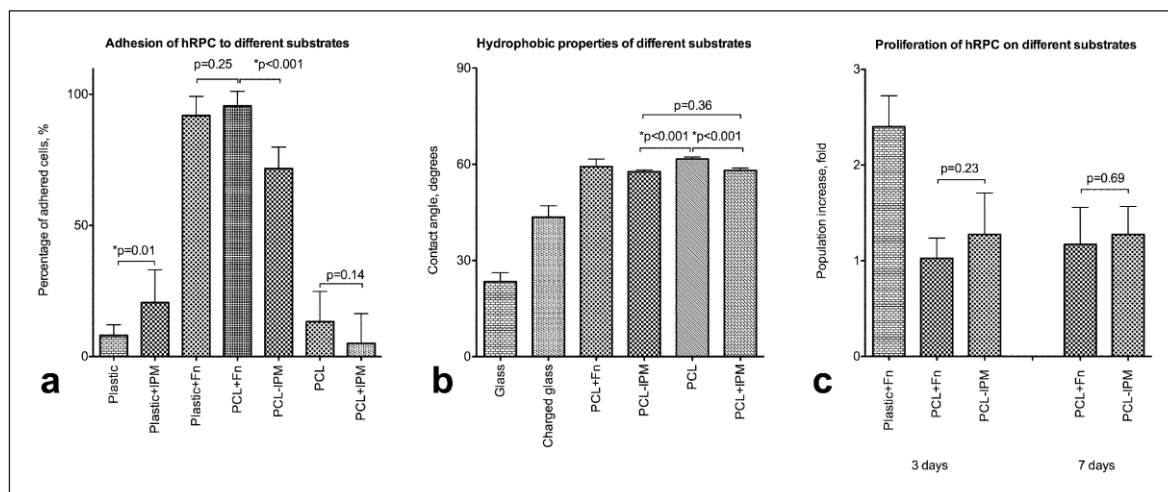 Adhesion of hRPC to different substrates
Percentage of adhered cells, %
100
50
0
*p=0.01
p=0.25
*p<0.001
p=0.14
Plastic
Plastic+IPM
Plastic+Fn
PCL+Fn
PCL-IPM
PCL
PCL+IPM
a
Hydrophobic properties of different substrates
Contact angle, degrees
90
60
30
0
p=0.36
*p<0.001
*p<0.001
Glass
Charged glass
PCL+Fn
PCL-IPM
PCL
PCL+IPM
b
Proliferation of hRPC on different substrates
Population increase, fold
3
2
1
0
p=0.23
p=0.69
Plastic+Fn
PCL+Fn
PCL-IPM
PCL+Fn
PCL-IPM
3 days
7 days
c